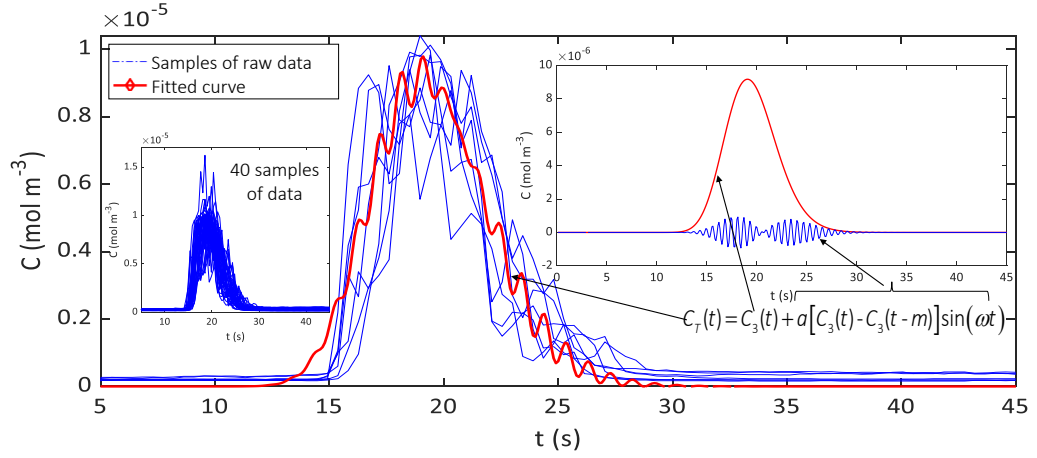 ×10⁻⁵
C (mol m⁻³)
1
0.8
0.6
0.4
0.2
0
5 10 15 20 25 30 35 40 45
t (s)
Samples of raw data
Fitted curve
×10⁻⁵
40 samples
of data
C (mol m⁻³)
1.5
1
0.5
0
10 20 30 40
t (s)
×10⁻⁶
C (mol m⁻³)
10
8
6
4
2
0
-2
0 5 10 15 20 25 30 35 40 45
t (s)
C_T(t) = C₃(t) + a[C₃(t) - C₃(t - m)]sin(ωt)